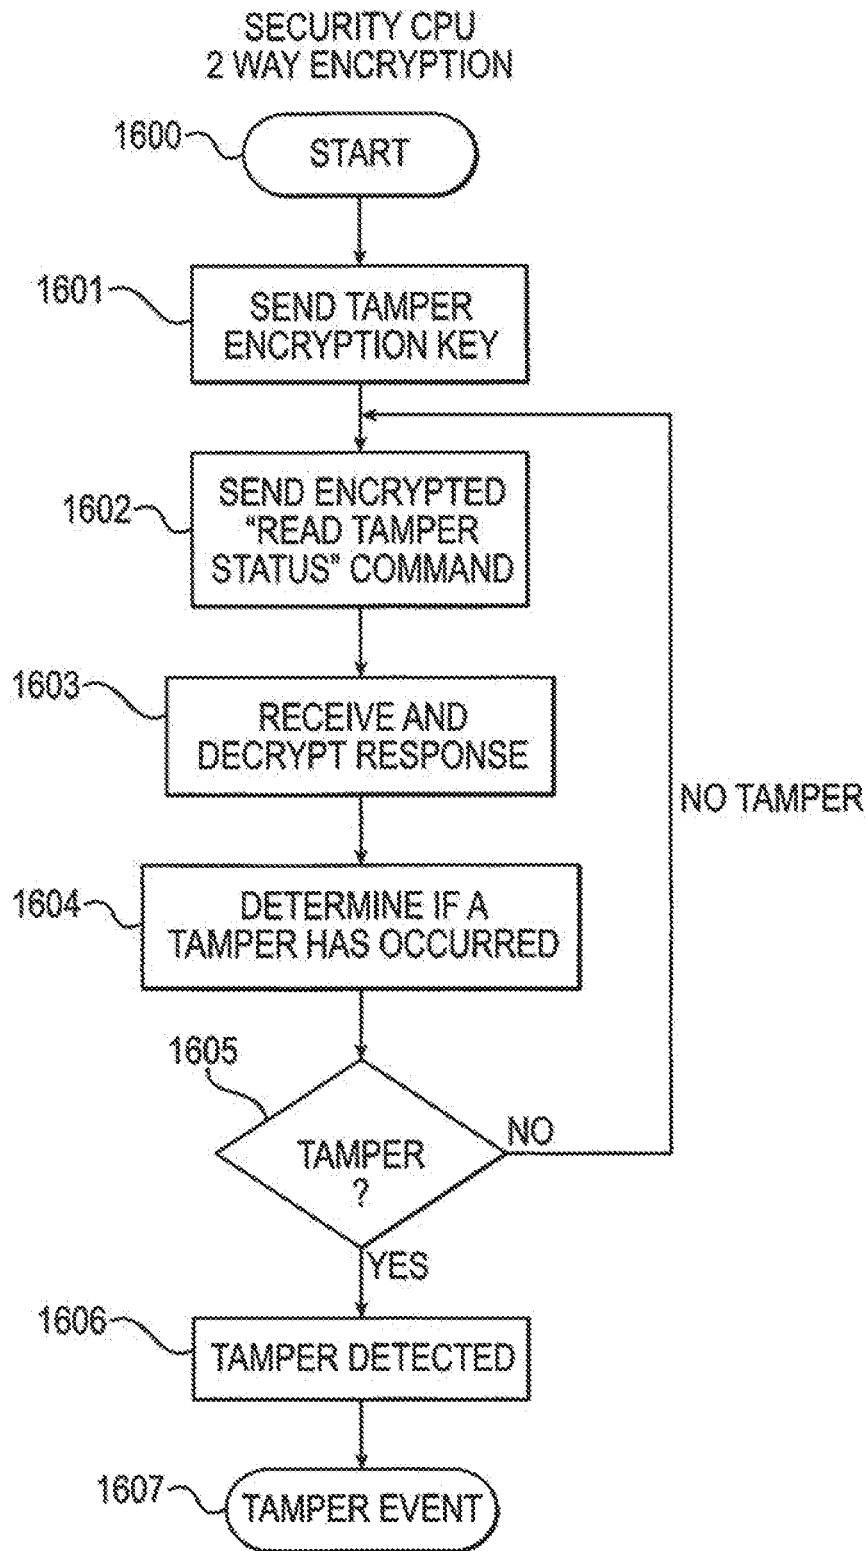 SECURITY CPU
2 WAY ENCRYPTION
1600
START
1601
SEND TAMPER
ENCRYPTION KEY
1602
SEND ENCRYPTED
"READ TAMPER
STATUS" COMMAND
1603
RECEIVE AND
DECRYPT RESPONSE
NO TAMPER
1604
DETERMINE IF A
TAMPER HAS OCCURRED
1605
TAMPER
?
NO
YES
1606
TAMPER DETECTED
1607
TAMPER EVENT